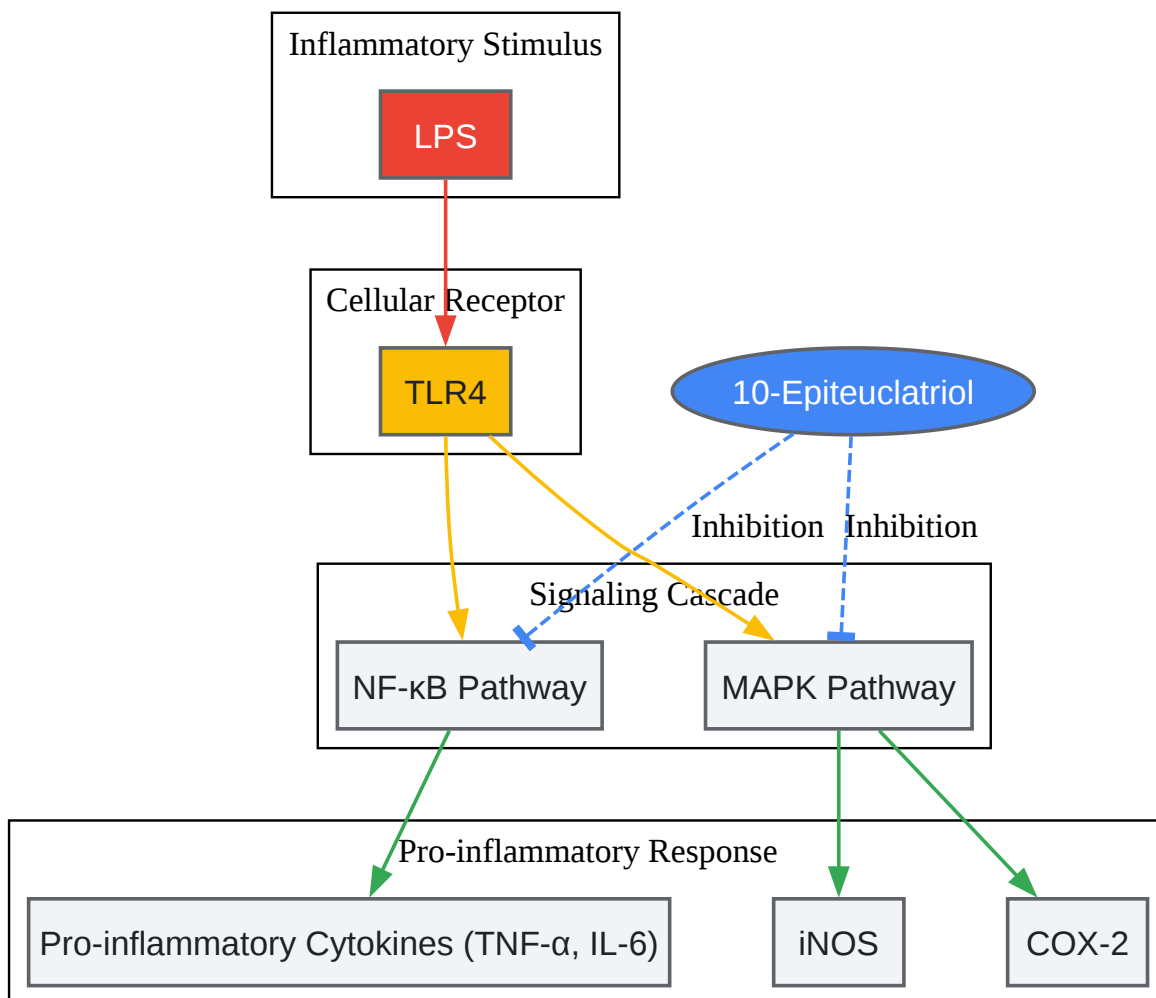 Inflammatory Stimulus
LPS
Cellular Receptor
TLR4
10-Epiteuclatriol
Inhibition
Inhibition
Signaling Cascade
NF-κB Pathway
MAPK Pathway
Pro-inflammatory Response
Pro-inflammatory Cytokines (TNF-α, IL-6)
iNOS
COX-2